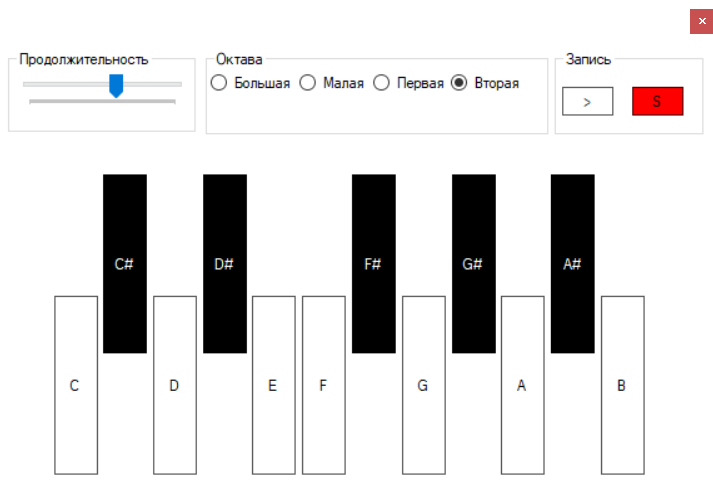 ×
Продолжительность Октава Запись
Большая Малая Первая Вторая
> S
C# D# F# G# A#
C D E F G A B